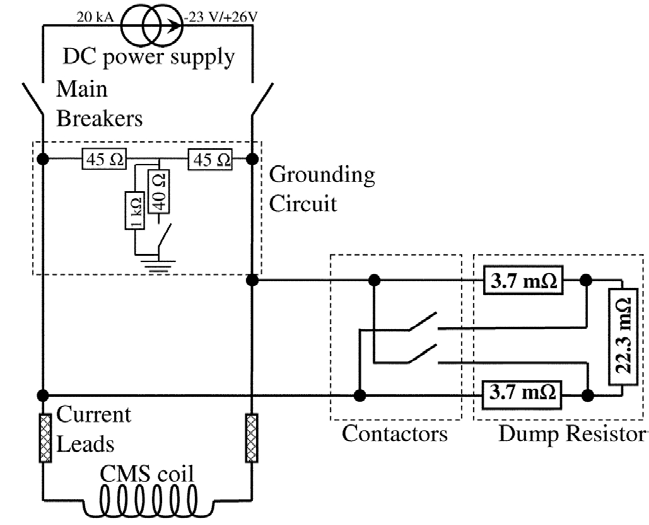 20 kA
-23 V/+26V
DC power supply
Main
Breakers
45 Ω
45 Ω
1 kΩ
40 Ω
Grounding
Circuit
3.7 mΩ
22.3 mΩ
3.7 mΩ
Current
Leads
Contactors
Dump Resistor
CMS coil